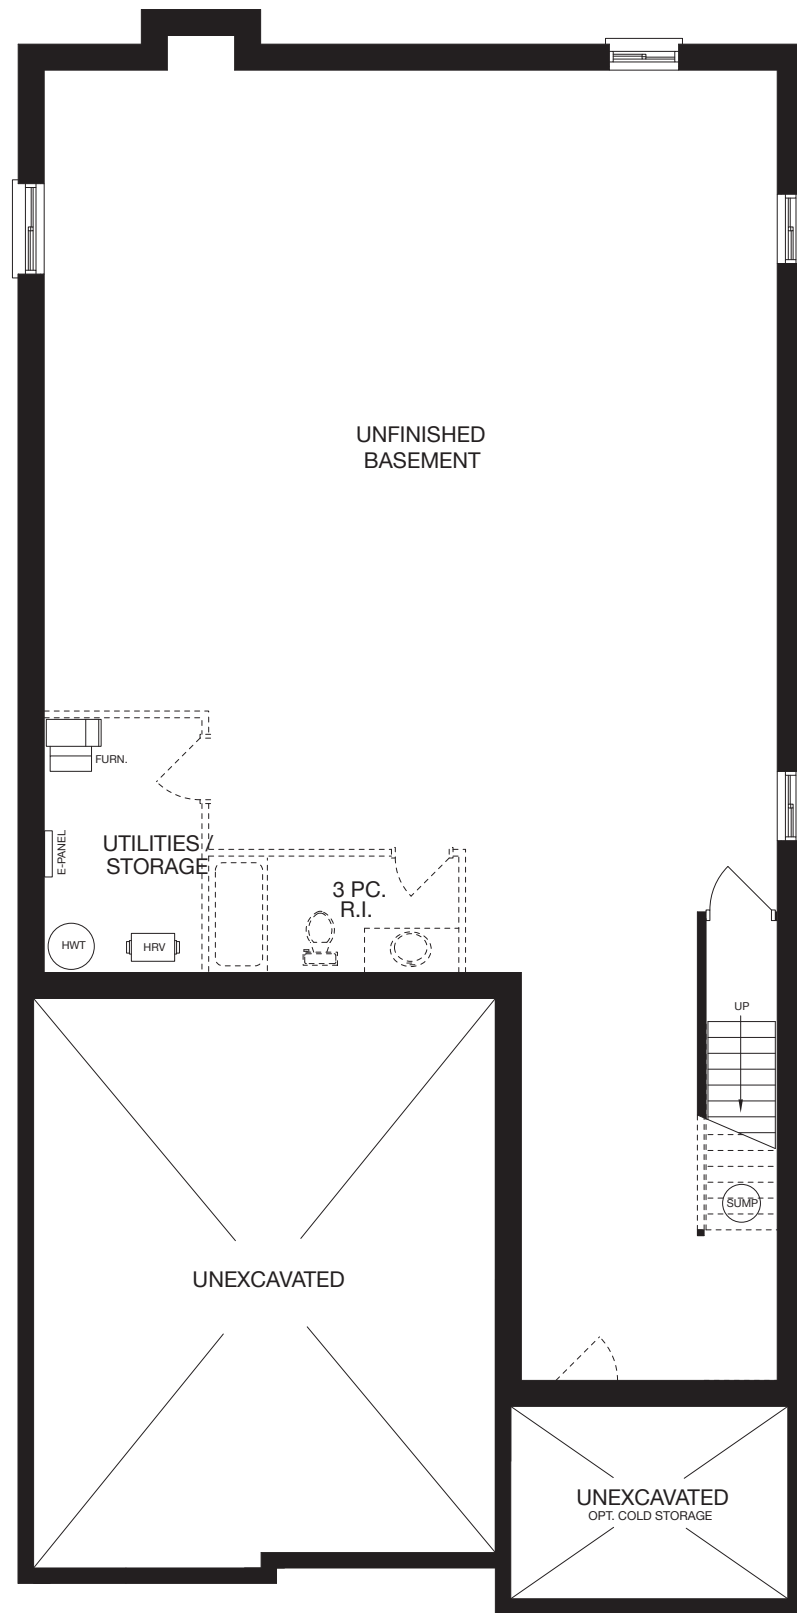 UNFINISHED
BASEMENT
FURN.
E-PANEL
UTILITIES /
STORAGE
3 PC.
R.I.
HWT
HRV
UP
SUMP
UNEXCAVATED
UNEXCAVATED
OPT. COLD STORAGE